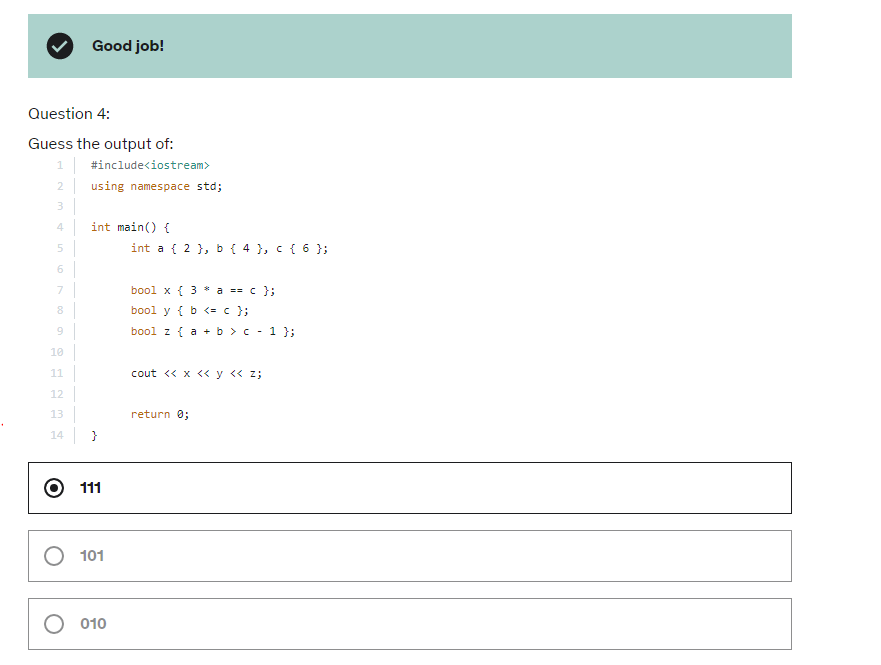 Good job!
Question 4:
Guess the output of:
1 #include<iostream>
2 using namespace std;
3
4 int main() {
5 int a { 2 }, b { 4 }, c { 6 };
6
7 bool x { 3 * a == c };
8 bool y { b <= c };
9 bool z { a + b > c - 1 };
10
11 cout << x << y << z;
12
13 return 0;
14 }
111
101
010